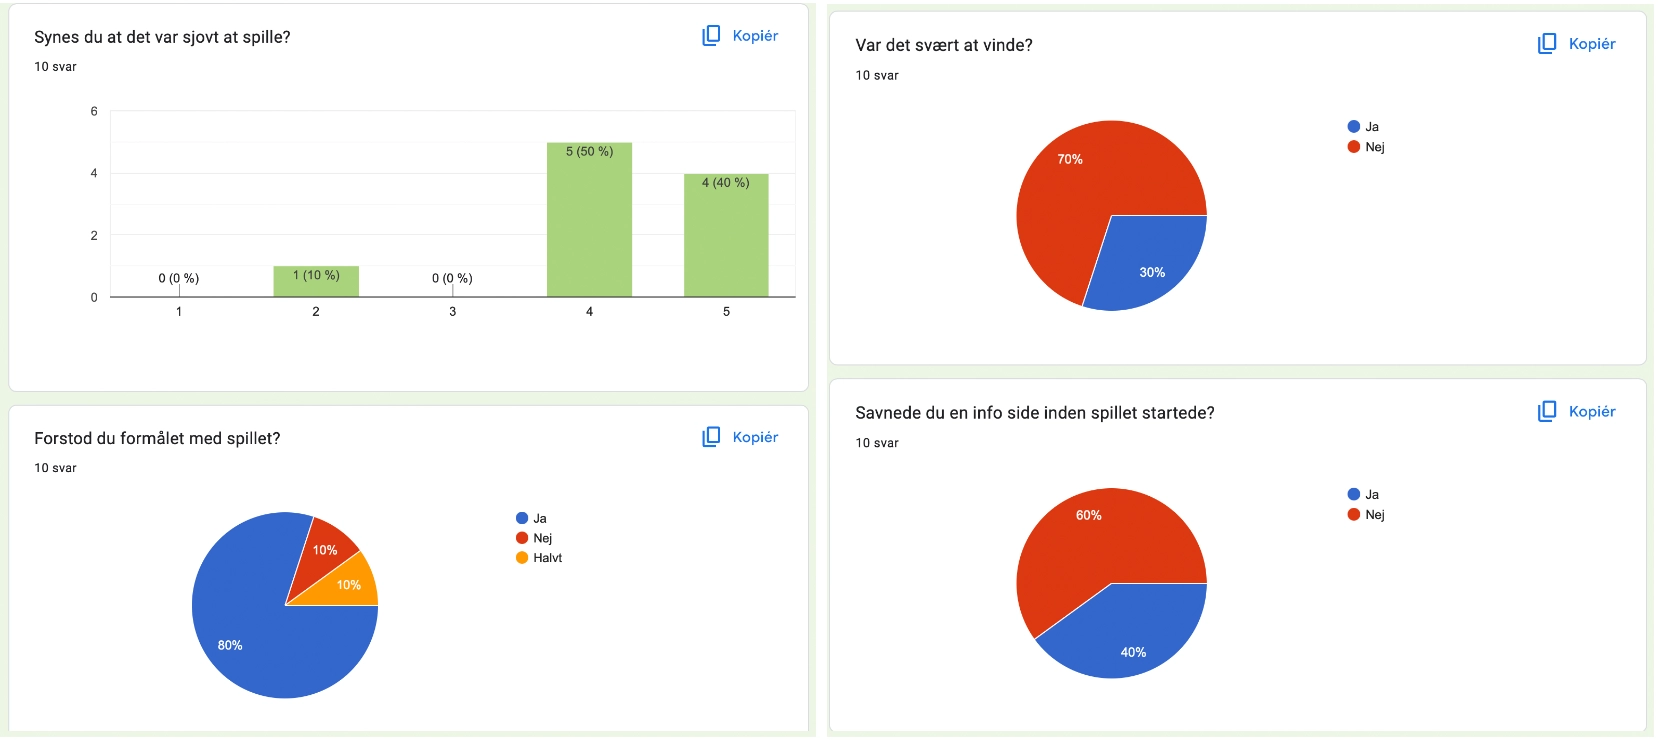 Synes du at det var sjovt at spille?
Kopiér
10 svar
6
4
2
0
0 (0 %)
1 (10 %)
0 (0 %)
5 (50 %)
4 (40 %)
1
2
3
4
5
Forstod du formålet med spillet?
Kopiér
10 svar
Ja
Nej
Halvt
10%
10%
80%
Var det svært at vinde?
Kopiér
10 svar
Ja
Nej
70%
30%
Savnede du en info side inden spillet startede?
Kopiér
10 svar
Ja
Nej
60%
40%